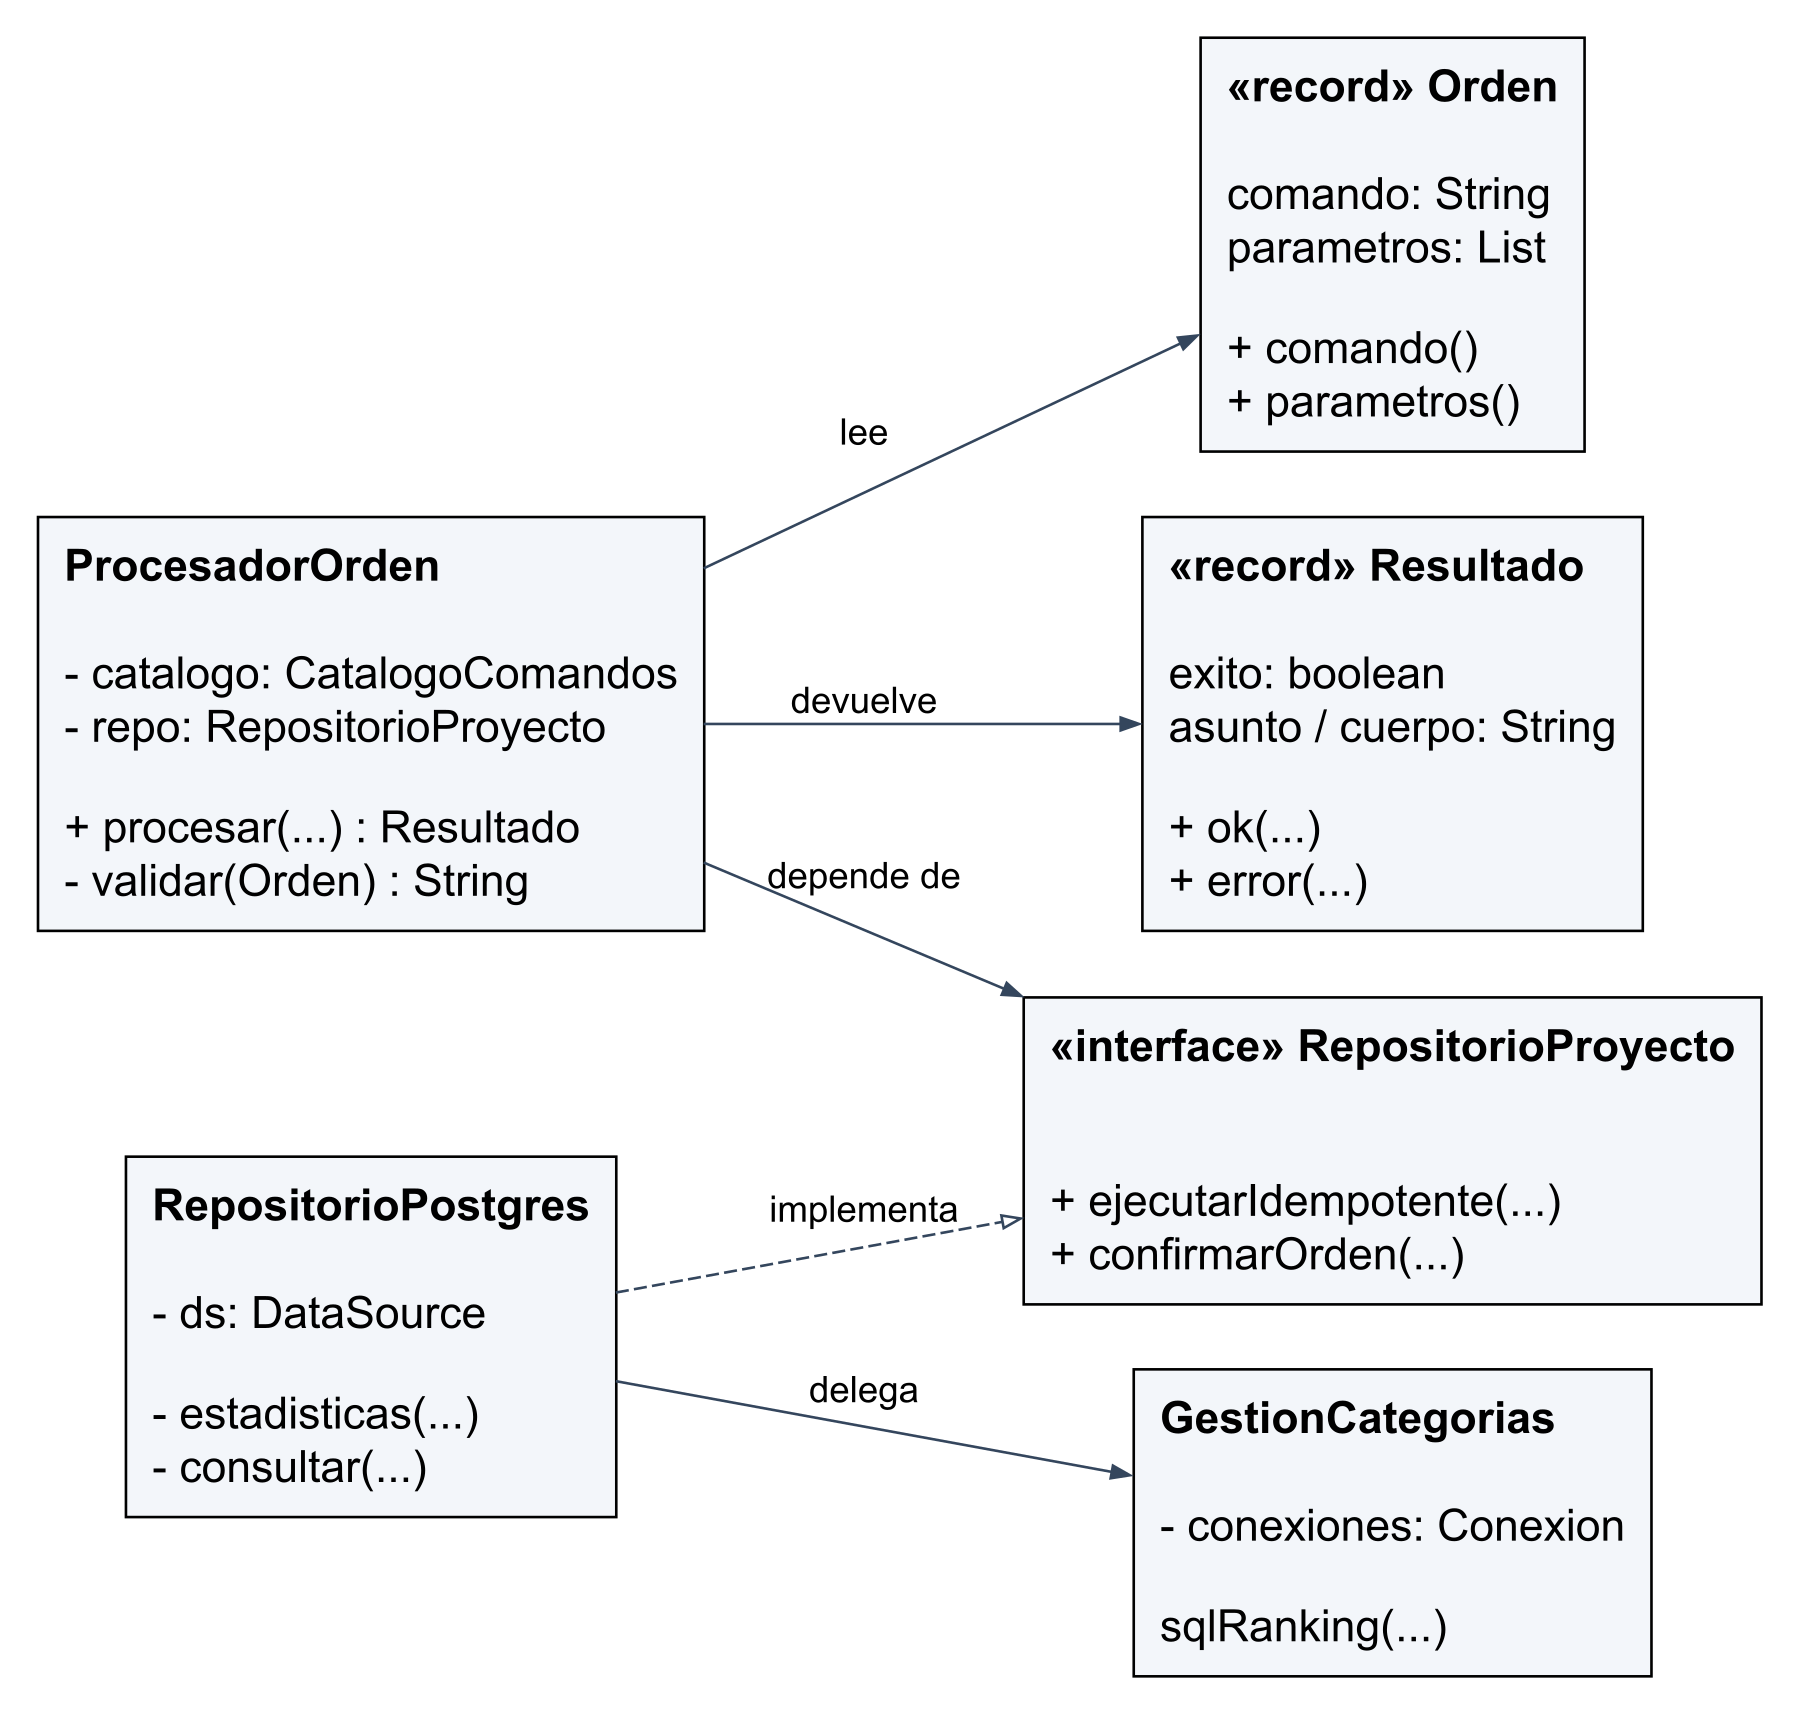 «record» Orden
comando: String
parametros: List
+ comando()
+ parametros()
lee
ProcesadorOrden
- catalogo: CatalogoComandos
- repo: RepositorioProyecto
+ procesar(...) : Resultado
- validar(Orden) : String
devuelve
«record» Resultado
exito: boolean
asunto / cuerpo: String
+ ok(...)
+ error(...)
depende de
«interface» RepositorioProyecto
+ ejecutarIdempotente(...)
+ confirmarOrden(...)
RepositorioPostgres
- ds: DataSource
- estadisticas(...)
- consultar(...)
implementa
delega
GestionCategorias
- conexiones: Conexion
sqlRanking(...)